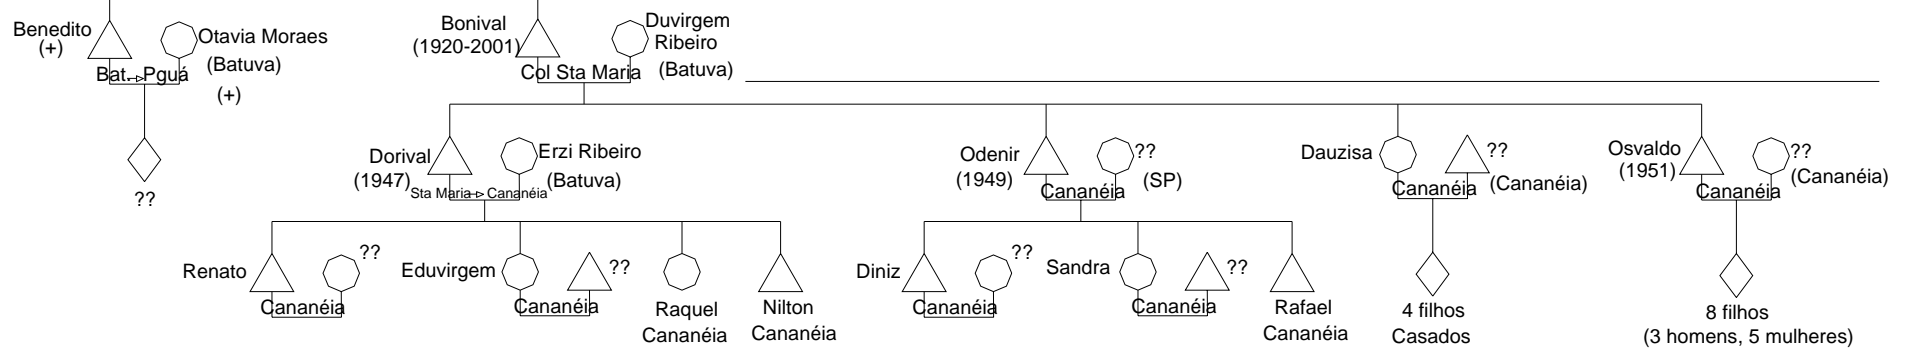 Benedito
(+)
Otavia Moraes
(Batuva)
(+)
Bat.  Pguá
??
Bonival
(1920-2001)
Duvirgem
Ribeiro
(Batuva)
Col Sta Maria
Dorival
(1947)
Erzi Ribeiro
(Batuva)
Sta Maria  Cananéia
Odenir
(1949)
??
(SP)
Cananéia
Dauzisa
??
(Cananéia)
Cananéia
Osvaldo
(1951)
??
(Cananéia)
Cananéia
Renato
??
Cananéia
Eduvirgem
??
Cananéia
Raquel
Cananéia
Nilton
Cananéia
Diniz
??
Cananéia
Sandra
??
Cananéia
Rafael
Cananéia
4 filhos
Casados
8 filhos
(3 homens, 5 mulheres)